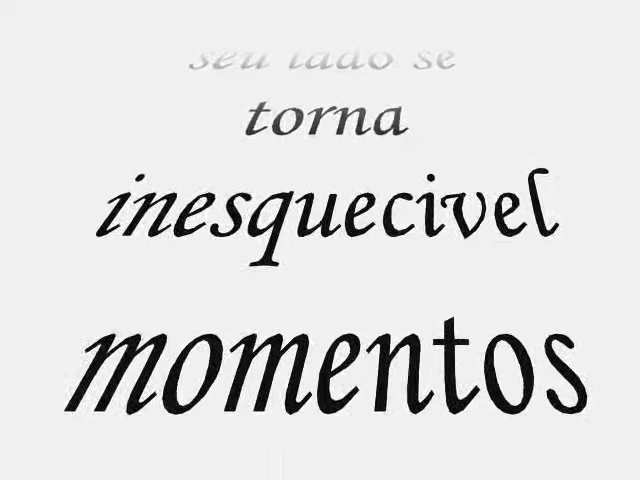 seu lado se
torna
inesquecivel
momentos